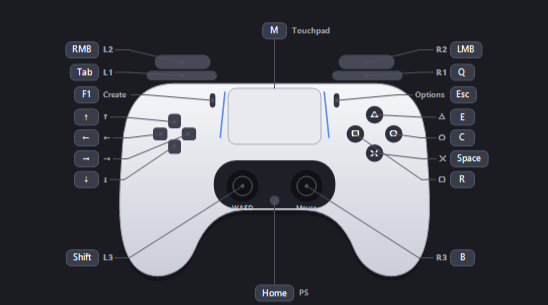 M Touchpad
RMB L2
R2 LMB
Tab L1
R1 Q
F1 Create
Options Esc
↑ ↑
△ E
← ←
○ C
→ →
✕ Space
↓ ↓
□ R
WASD
Mouse
Shift L3
R3 B
Home PS